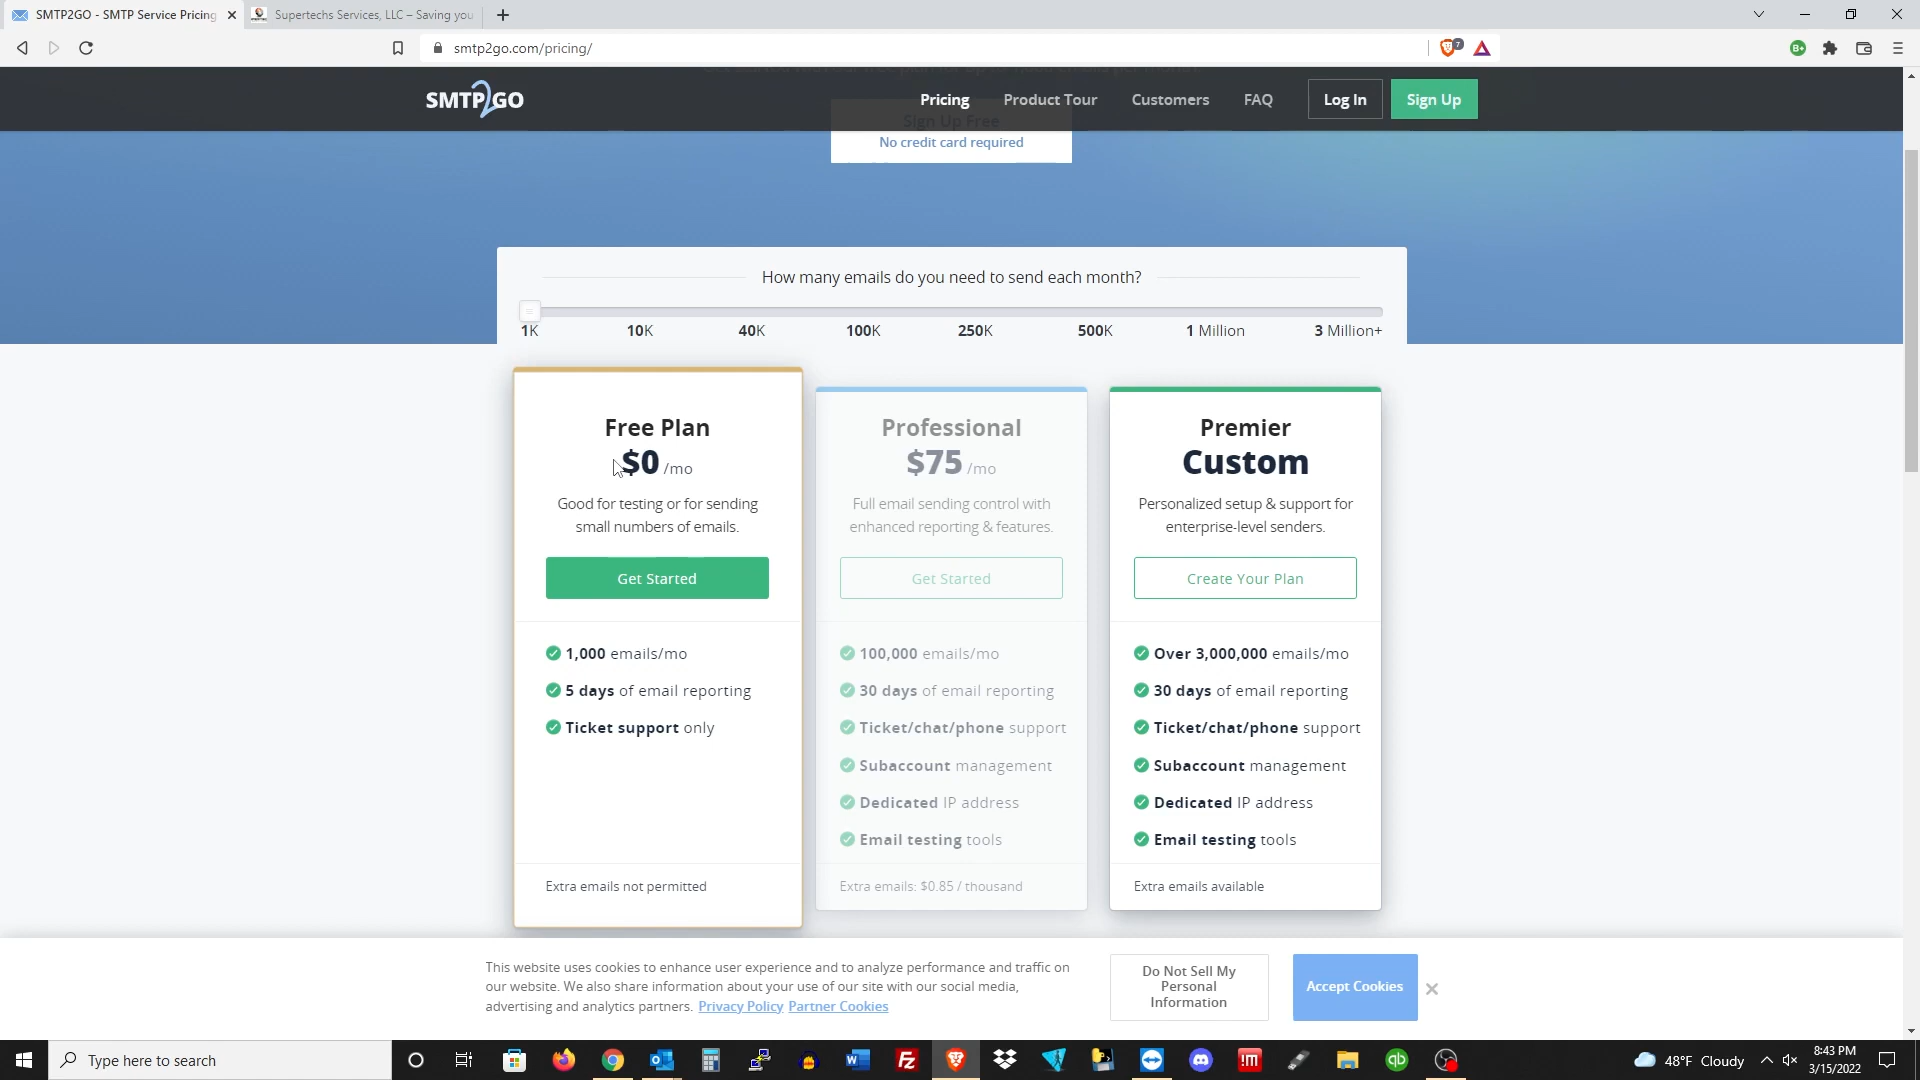 SMTP2GO - SMTP Service Pricing
Supertechs Services, LLC – Saving you
smtp2go.com/pricing/
7
B+
SMTP2GO
Pricing
Product Tour
Customers
FAQ
Log In
Sign Up
Sign Up Free
No credit card required
How many emails do you need to send each month?
1K
10K
40K
100K
250K
500K
1 Million
3 Million+
Free Plan
$0 /mo
Good for testing or for sending
small numbers of emails.
Get Started
1,000 emails/mo
5 days of email reporting
Ticket support only
Extra emails not permitted
Professional
$75 /mo
Full email sending control with
enhanced reporting & features.
Get Started
100,000 emails/mo
30 days of email reporting
Ticket/chat/phone support
Subaccount management
Dedicated IP address
Email testing tools
Extra emails: $0.85 / thousand
Premier
Custom
Personalized setup & support for
enterprise-level senders.
Create Your Plan
Over 3,000,000 emails/mo
30 days of email reporting
Ticket/chat/phone support
Subaccount management
Dedicated IP address
Email testing tools
Extra emails available
This website uses cookies to enhance user experience and to analyze performance and traffic on
our website. We also share information about your use of our site with our social media,
advertising and analytics partners. Privacy Policy Partner Cookies
Do Not Sell My
Personal
Information
Accept Cookies
Type here to search
48°F Cloudy
8:43 PM
3/15/2022